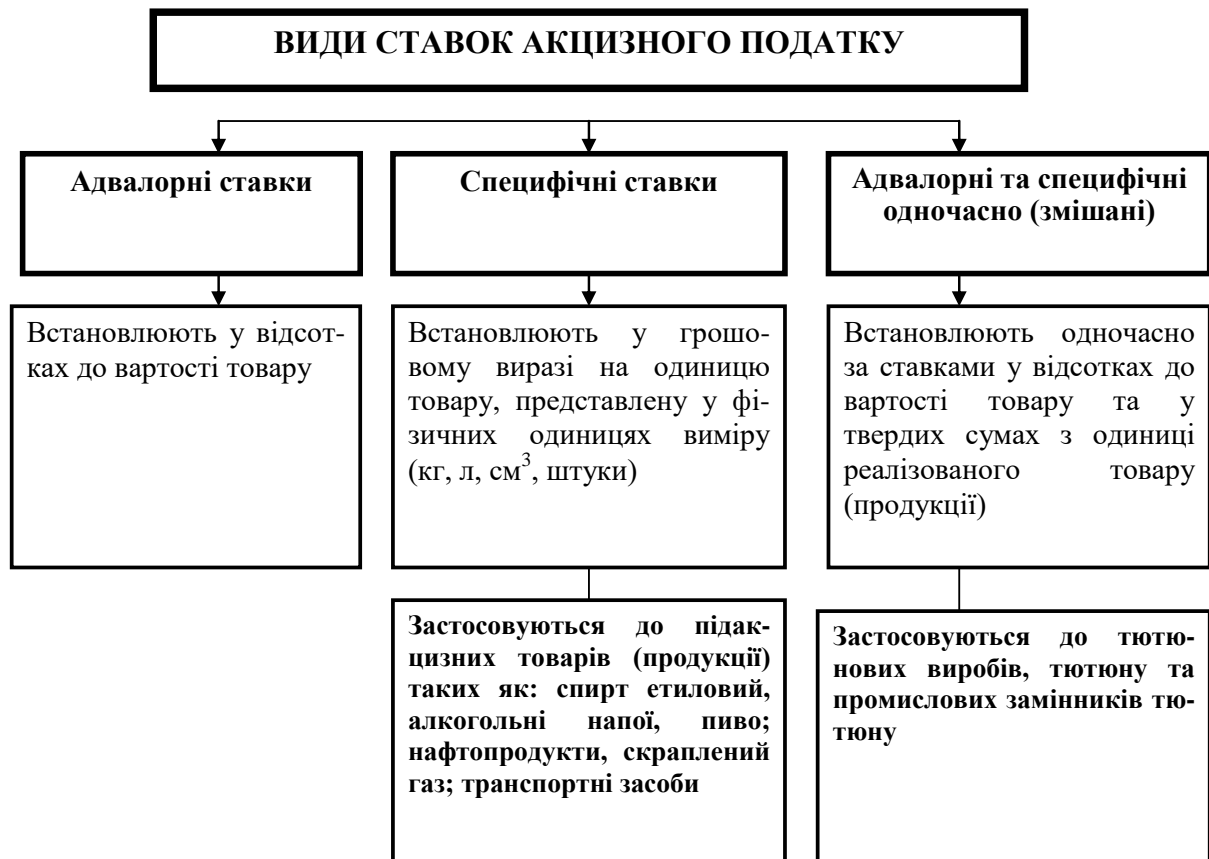 ВИДИ СТАВОК АКЦИЗНОГО ПОДАТКУ
Адвалорні ставки
Специфічні ставки
Адвалорні та специфічні
одночасно (змішані)
Встановлюють у відсот-
ках до вартості товару
Встановлюють у грошо-
вому виразі на одиницю
товару, представлену у фі-
зичних одиницях виміру
(кг, л, см³, штуки)
Встановлюють одночасно
за ставками у відсотках до
вартості товару та у
твердих сумах з одиниці
реалізованого товару
(продукції)
Застосовуються до підак-
цизних товарів (продукції)
таких як: спирт етиловий,
алкогольні напої, пиво;
нафтопродукти, скраплений
газ; транспортні засоби
Застосовуються до тютю-
нових виробів, тютюну та
промислових замінників тю-
тюну